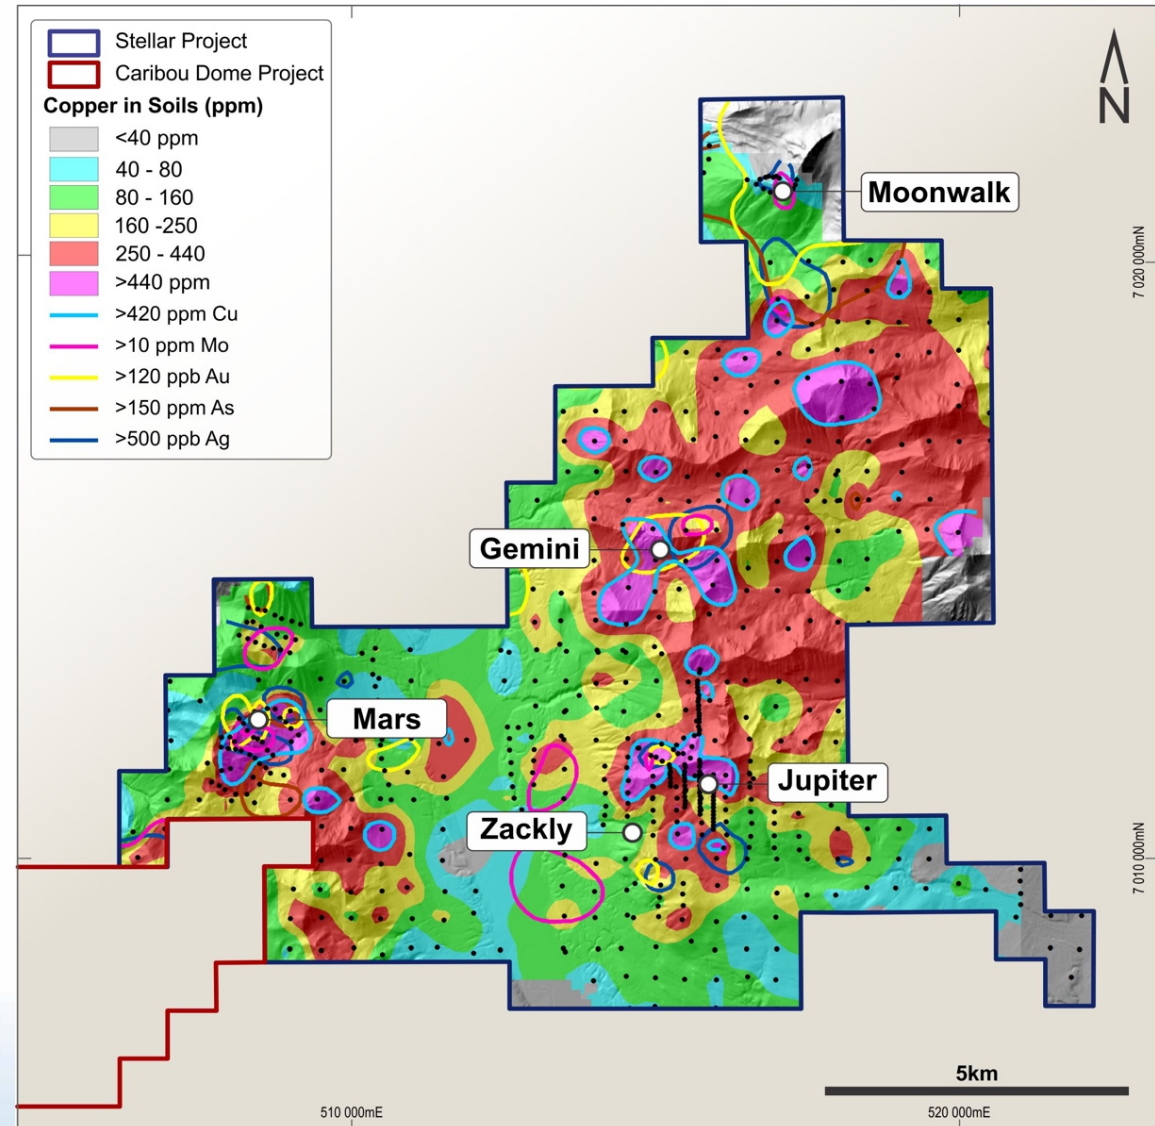 Stellar Project
Caribou Dome Project
Copper in Soils (ppm)
<40 ppm
40 - 80
80 - 160
160 -250
250 - 440
>440 ppm
>420 ppm Cu
>10 ppm Mo
>120 ppb Au
>150 ppm As
>500 ppb Ag
N
Moonwalk
7 020 000mN
Gemini
Mars
Jupiter
Zackly
7 010 000mN
5km
510 000mE
520 000mE